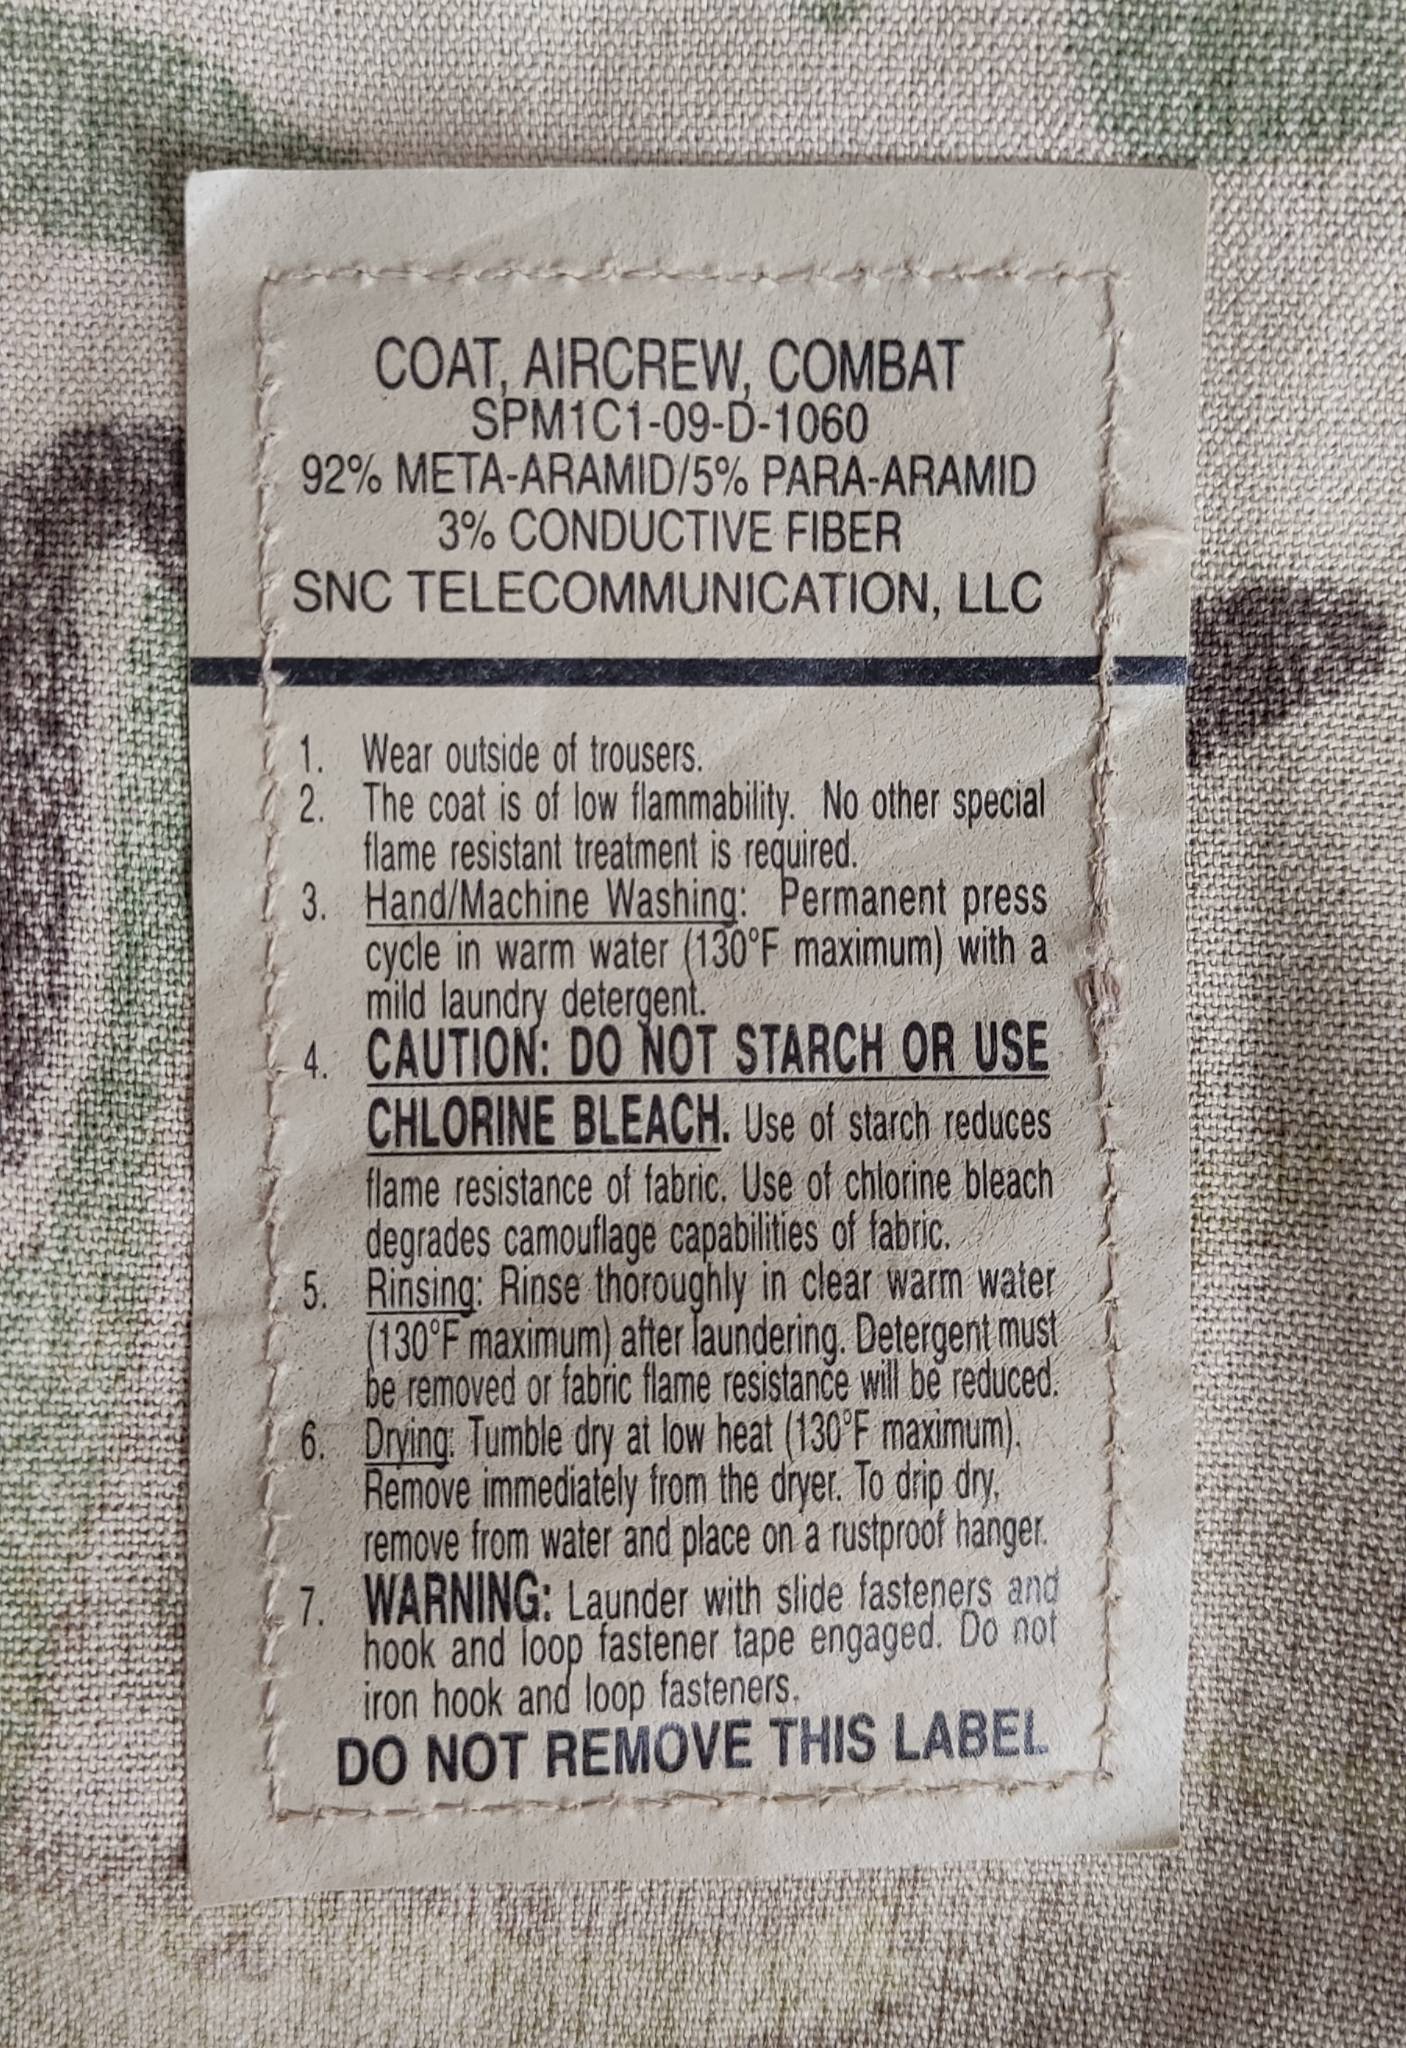 COAT, AIRCREW, COMBAT
SPM1C1-09-D-1060
92% META-ARAMID/5% PARA-ARAMID
3% CONDUCTIVE FIBER
SNC TELECOMMUNICATION, LLC
1. Wear outside of trousers.
2. The coat is of low flammability. No other special
flame resistant treatment is required.
3. Hand/Machine Washing: Permanent press
cycle in warm water (130°F maximum) with a
mild laundry detergent.
4. CAUTION: DO NOT STARCH OR USE
CHLORINE BLEACH. Use of starch reduces
flame resistance of fabric. Use of chlorine bleach
degrades camouflage capabilities of fabric.
5. Rinsing: Rinse thoroughly in clear warm water
(130°F maximum) after laundering. Detergent must
be removed or fabric flame resistance will be reduced.
6. Drying: Tumble dry at low heat (130°F maximum).
Remove immediately from the dryer. To drip dry,
remove from water and place on a rustproof hanger.
7. WARNING: Launder with slide fasteners and
hook and loop fastener tape engaged. Do not
iron hook and loop fasteners.
DO NOT REMOVE THIS LABEL